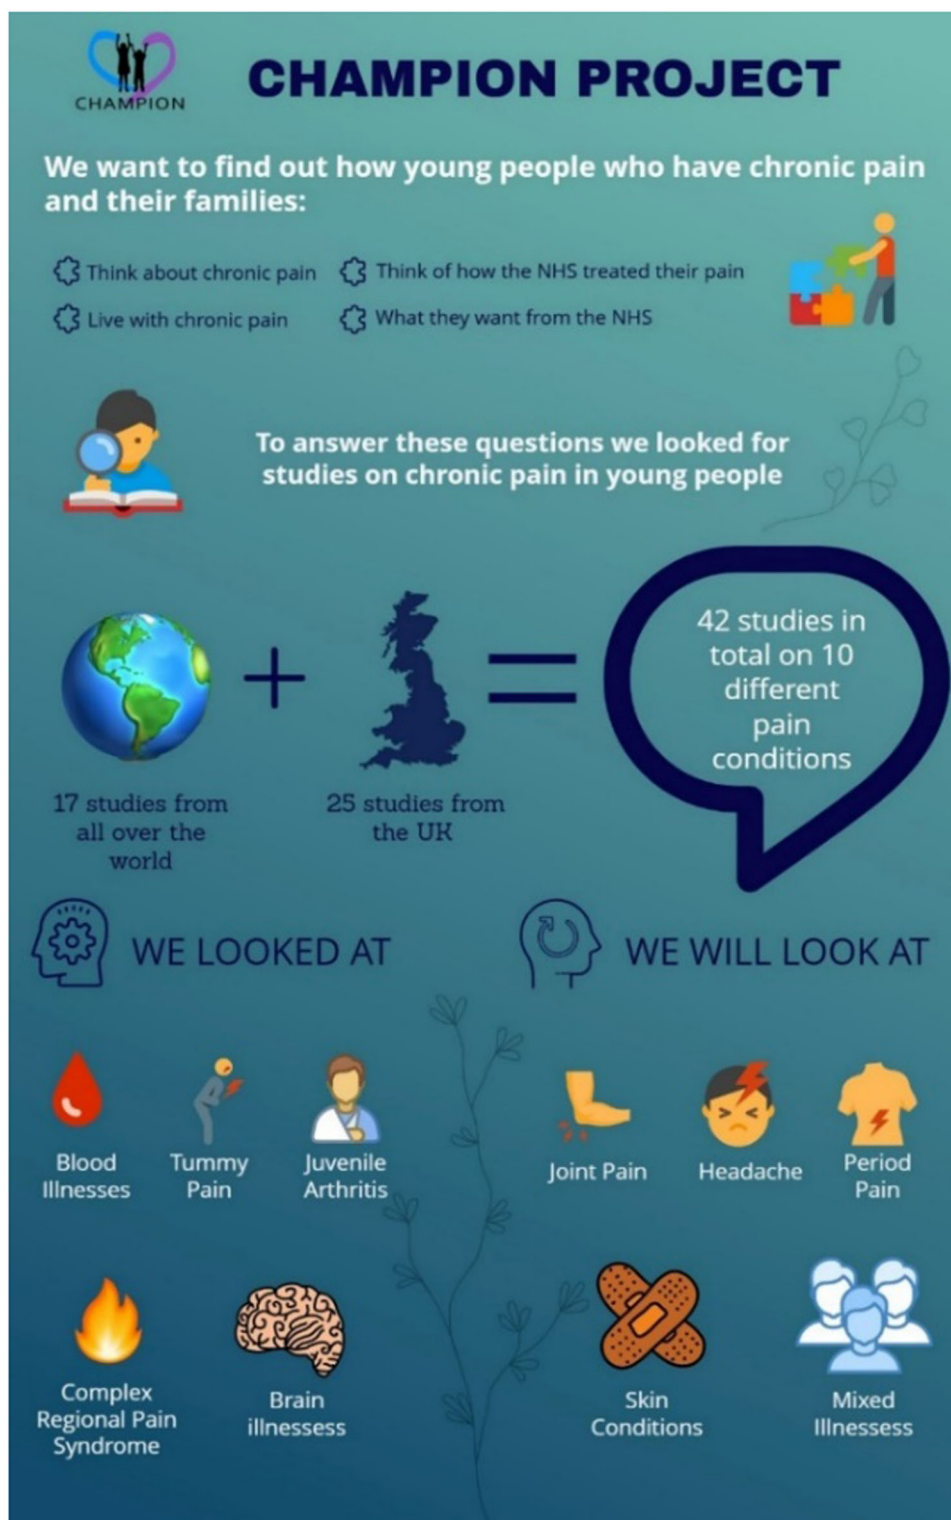 CHAMPION
CHAMPION PROJECT
We want to find out how young people who have chronic pain
and their families:
Think about chronic pain
Think of how the NHS treated their pain
Live with chronic pain
What they want from the NHS
To answer these questions we looked for
studies on chronic pain in young people
42 studies in
total on 10
different
pain
conditions
17 studies from
all over the
world
25 studies from
the UK
WE LOOKED AT
Blood
Illnesses
Tummy
Pain
Juvenile
Arthritis
Complex
Regional Pain
Syndrome
Brain
illnessess
WE WILL LOOK AT
Joint Pain
Headache
Period
Pain
Skin
Conditions
Mixed
Illnessess